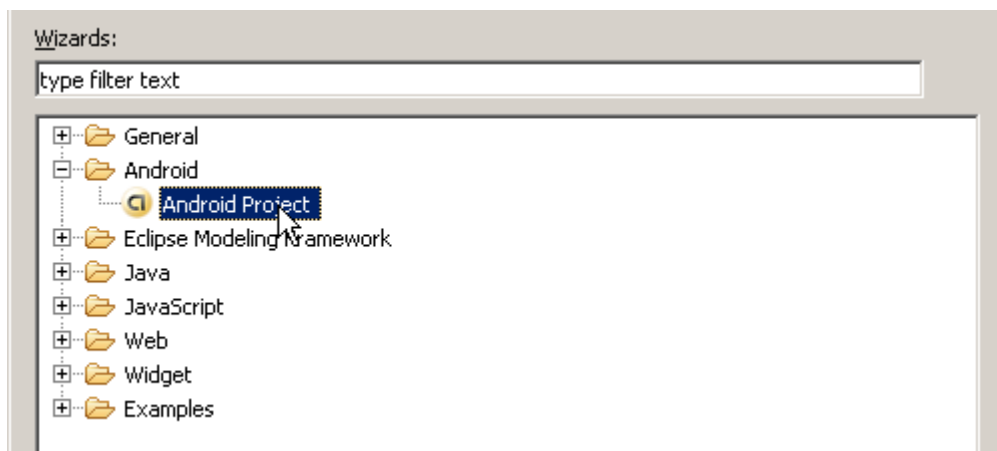 Wizards:
type filter text
General
Android
Android Project
Eclipse Modeling Framework
Java
JavaScript
Web
Widget
Examples